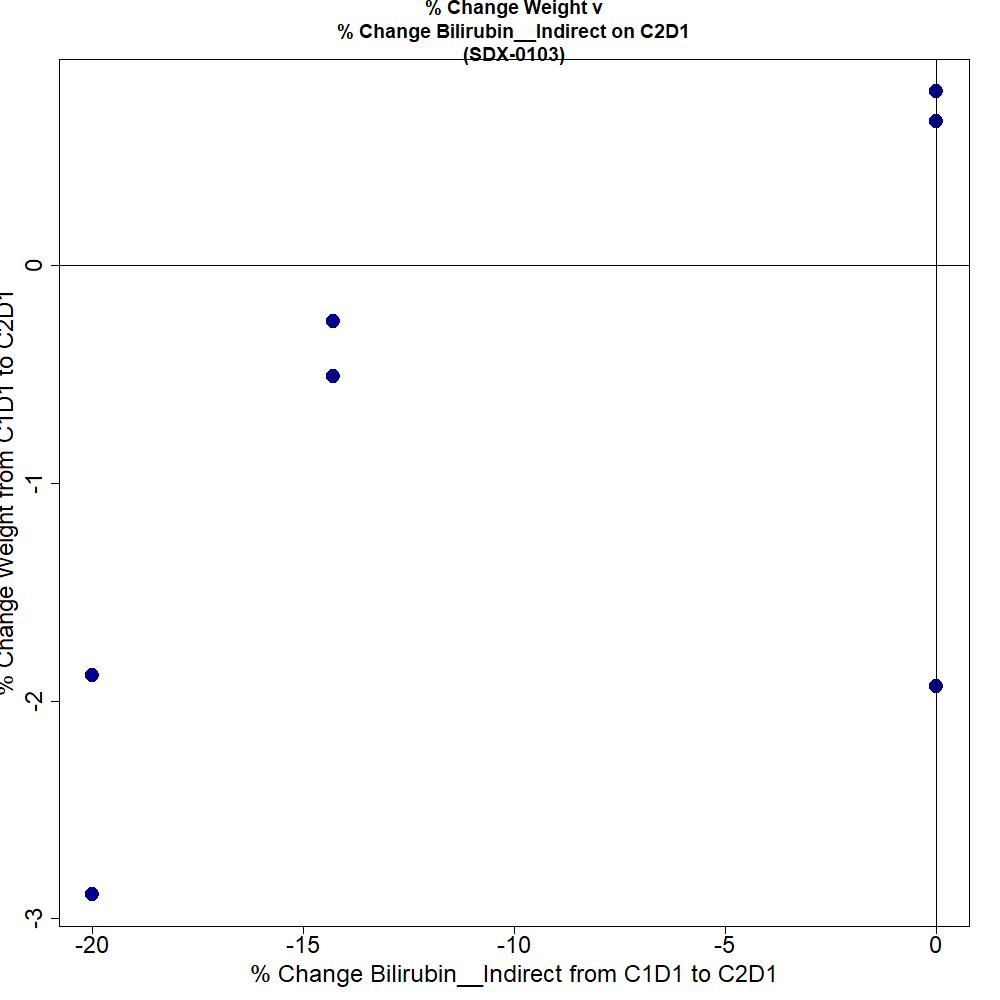 % Change Weight v
% Change Bilirubin__Indirect on C2D1
(SDX-0103)
% Change Weight from C1D1 to C2D1
0
-1
-2
-3
-20
-15
-10
-5
0
% Change Bilirubin__Indirect from C1D1 to C2D1